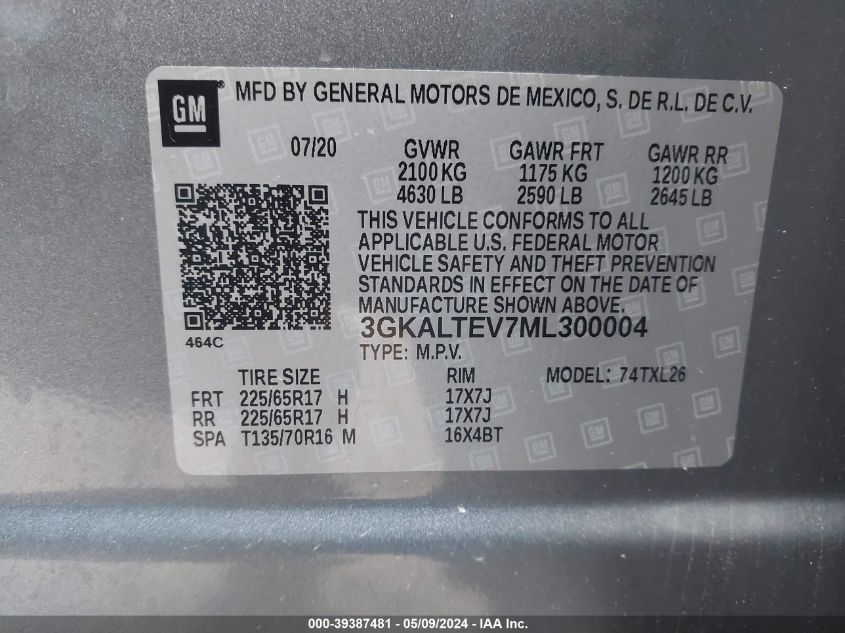 GM ® MFD BY GENERAL MOTORS DE MEXICO, S. DE R.L. DE C.V.
07/20 GVWR GAWR FRT GAWR RR
2100 KG 1175 KG 1200 KG
4630 LB 2590 LB 2645 LB
THIS VEHICLE CONFORMS TO ALL
APPLICABLE U.S. FEDERAL MOTOR
VEHICLE SAFETY AND THEFT PREVENTION
STANDARDS IN EFFECT ON THE DATE OF
MANUFACTURE SHOWN ABOVE.
464C
3GKALTEV7ML300004
TYPE: M.P.V.
TIRE SIZE RIM MODEL: 74TXL26
FRT 225/65R17 H 17X7J
RR 225/65R17 H 17X7J
SPA T135/70R16 M 16X4BT
000-39387481 - 05/09/2024 - IAA Inc.